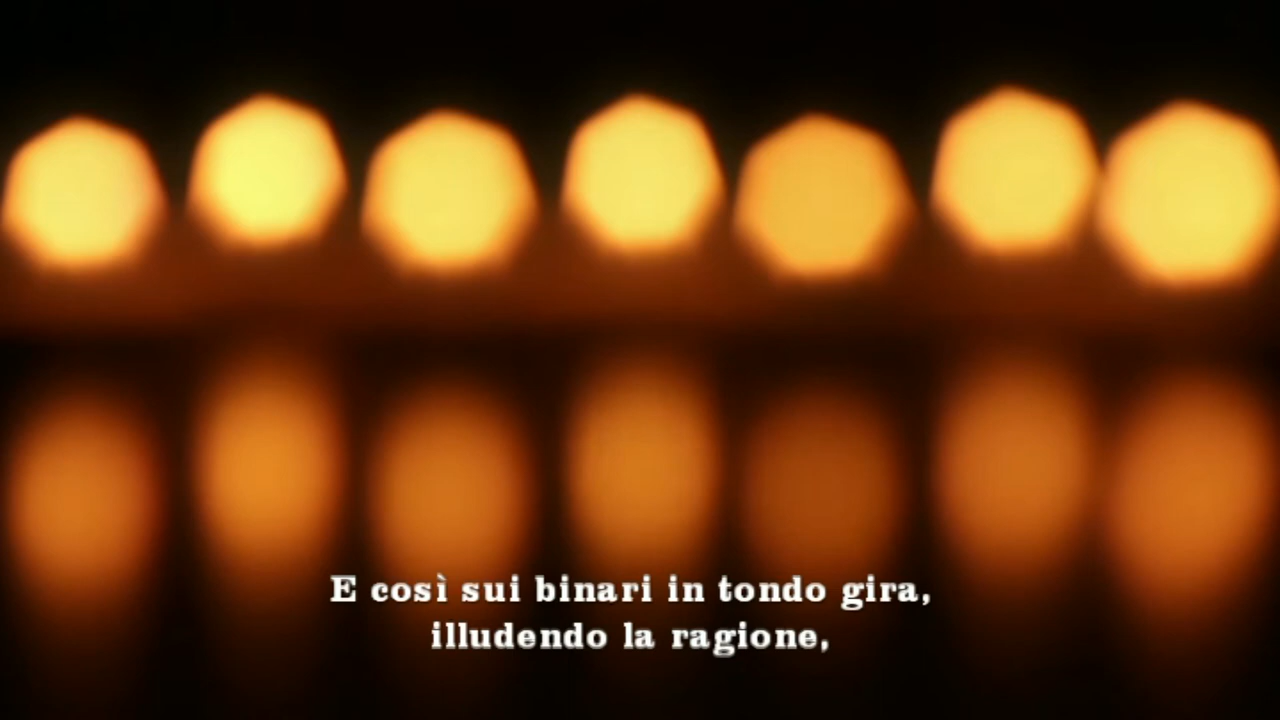 E così sui binari in tondo gira,
illudendo la ragione,